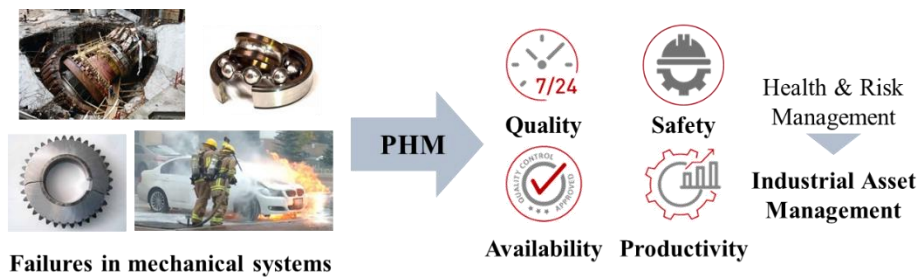 Failures in mechanical systems
PHM
7/24
Quality
Safety
QUALITY CONTROL
APPROVED
Availability
Productivity
Health & Risk
Management
Industrial Asset
Management